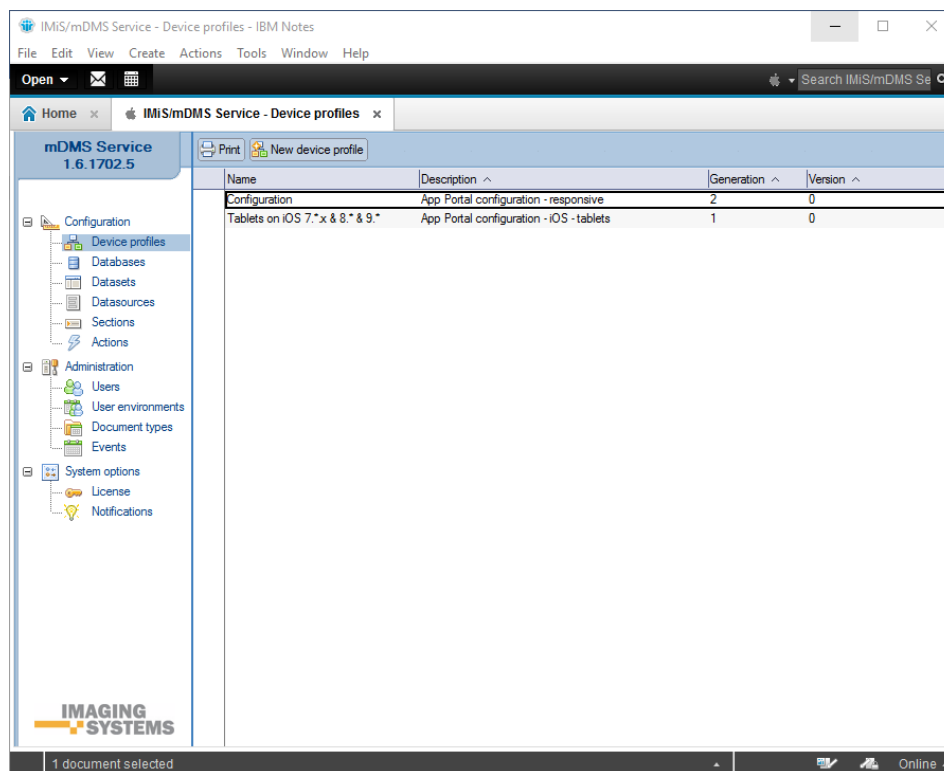 IMiS/mDMS Service - Device profiles - IBM Notes
File Edit View Create Actions Tools Window Help
Open
Search IMiS/mDMS Se
Home × IMiS/mDMS Service - Device profiles ×
mDMS Service
1.6.1702.5
Print New device profile
Name Description Generation Version
Configuration App Portal configuration - responsive 2 0
Tablets on iOS 7.*.x & 8.* & 9.* App Portal configuration - iOS - tablets 1 0
Configuration
Device profiles
Databases
Datasets
Datasources
Sections
Actions
Administration
Users
User environments
Document types
Events
System options
License
Notifications
IMAGING
SYSTEMS
1 document selected
Online